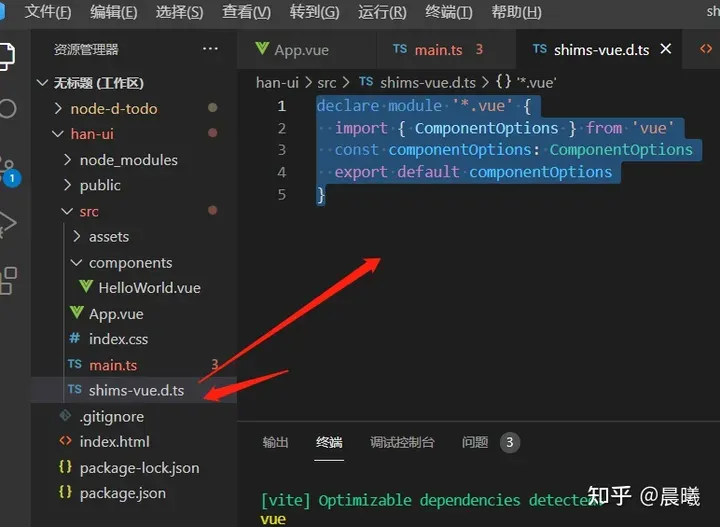 文件(F) 编辑(E) 选择(S) 查看(V) 转到(G) 运行(R) 终端(T) 帮助(H) sh
资源管理器 ···
App.vue TS main.ts 3 TS shims-vue.d.ts ×
无标题 (工作区)
han-ui > src > TS shims-vue.d.ts > {} '*.vue'
node-d-todo
han-ui
node_modules
public
src
assets
components
HelloWorld.vue
App.vue
# index.css
TS main.ts 3
TS shims-vue.d.ts
.gitignore
<> index.html
{} package-lock.json
{} package.json
1
1 declare module '*.vue' {
2 import { ComponentOptions } from 'vue'
3 const componentOptions: ComponentOptions
4 export default componentOptions
5 }
输出 终端 调试控制台 问题 3
[vite] Optimizable dependencies detected
vue
知乎 @晨曦